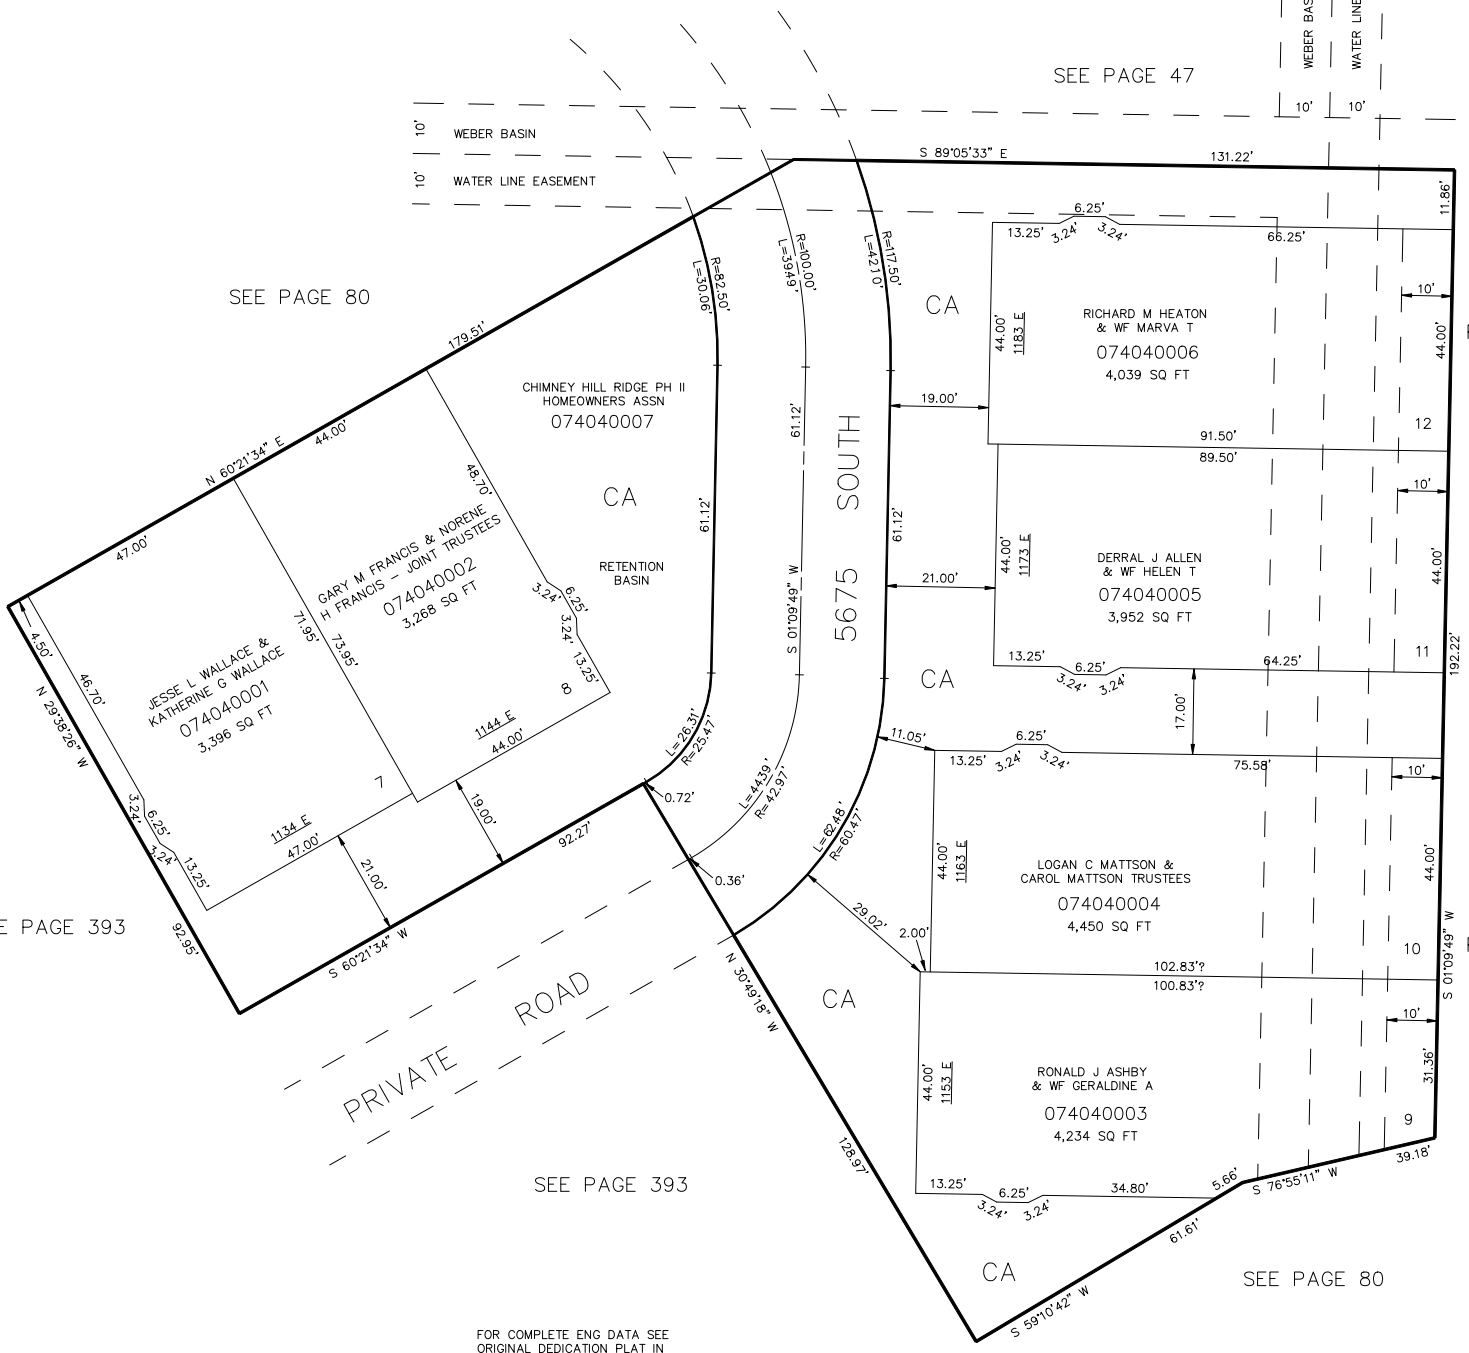 WEBER BAS
WATER LINE
SEE PAGE 47
10'
10'
10'
WEBER BASIN
10'
WATER LINE EASEMENT
S 89°05'33" E
131.22'
11.86'
6.25'
13.25'
3.24'
3.24'
66.25'
R=82.50'
L=30.06'
R=100.00'
L=39.49'
R=117.50'
L=42.10'
SEE PAGE 80
179.51'
CA
RICHARD M HEATON
& WF MARVA T
074040006
4,039 SQ FT
44.00'
1183 E
10'
44.00'
CHIMNEY HILL RIDGE PH II
HOMEOWNERS ASSN
074040007
19.00'
61.12'
12
91.50'
89.50'
N 60°21'34" E
44.00'
48.70'
CA
5675 SOUTH
10'
47.00'
61.12'
61.12'
GARY M FRANCIS & NORENE
H FRANCIS - JOINT TRUSTEES
074040002
3,268 SQ FT
RETENTION
BASIN
S 01°09'49" W
21.00'
44.00'
1173 E
DERRAL J ALLEN
& WF HELEN T
074040005
3,952 SQ FT
44.00'
3.24'
6.25'
3.24'
13.25'
71.95'
73.95'
4.50'
N 29°38'26" W
46.70'
JESSE L WALLACE &
KATHERINE G WALLACE
074040001
3,396 SQ FT
8
11
192.22'
13.25'
6.25'
64.25'
3.24'
3.24'
CA
17.00'
1144 E
44.00'
L=26.31'
R=25.47'
11.05'
6.25'
13.25'
3.24'
3.24'
75.58'
10'
7
19.00'
0.72'
L=44.39'
R=42.97'
3.24'
6.25'
3.24'
13.25'
1134 E
47.00'
92.27'
L=62.48'
R=60.47'
44.00'
1163 E
LOGAN C MATTSON &
CAROL MATTSON TRUSTEES
074040004
4,450 SQ FT
44.00'
21.00'
0.36'
29.02'
2.00'
E PAGE 393
92.95'
S 60°21'34" W
10
S 01°09'49" W
102.83'?
100.83'?
N 30°49'18" W
PRIVATE ROAD
CA
10'
44.00'
1153 E
RONALD J ASHBY
& WF GERALDINE A
074040003
4,234 SQ FT
31.36'
9
128.97'
SEE PAGE 393
13.25'
6.25'
3.24'
3.24'
34.80'
5.66'
S 76°55'11" W
39.18'
61.61'
CA
SEE PAGE 80
S 59°10'42" W
FOR COMPLETE ENG DATA SEE
ORIGINAL DEDICATION PLAT IN